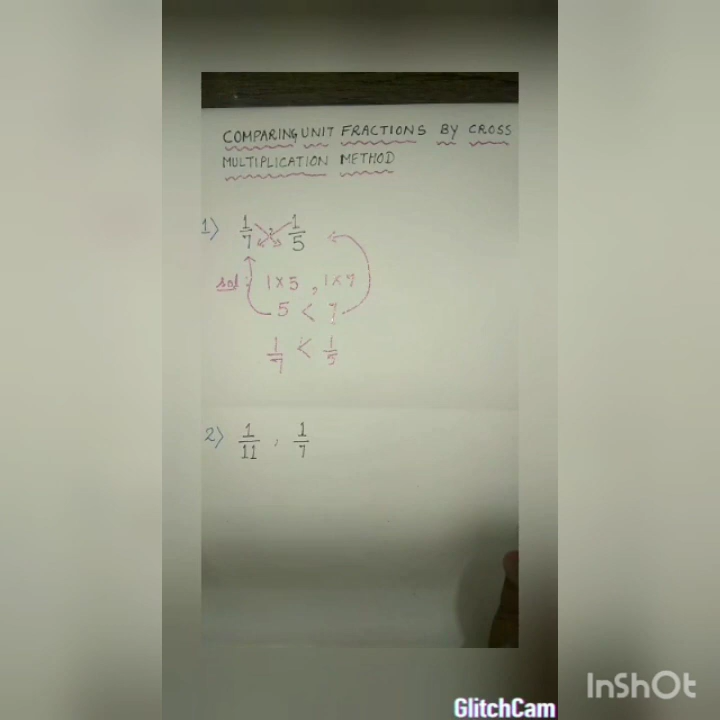 COMPARING UNIT FRACTIONS BY CROSS
MULTIPLICATION METHOD
1) 1/7 , 1/5
sol: 1×5 , 1×7
5 < 7
1/7 < 1/5
2) 1/11 , 1/7
InShOt
GlitchCam